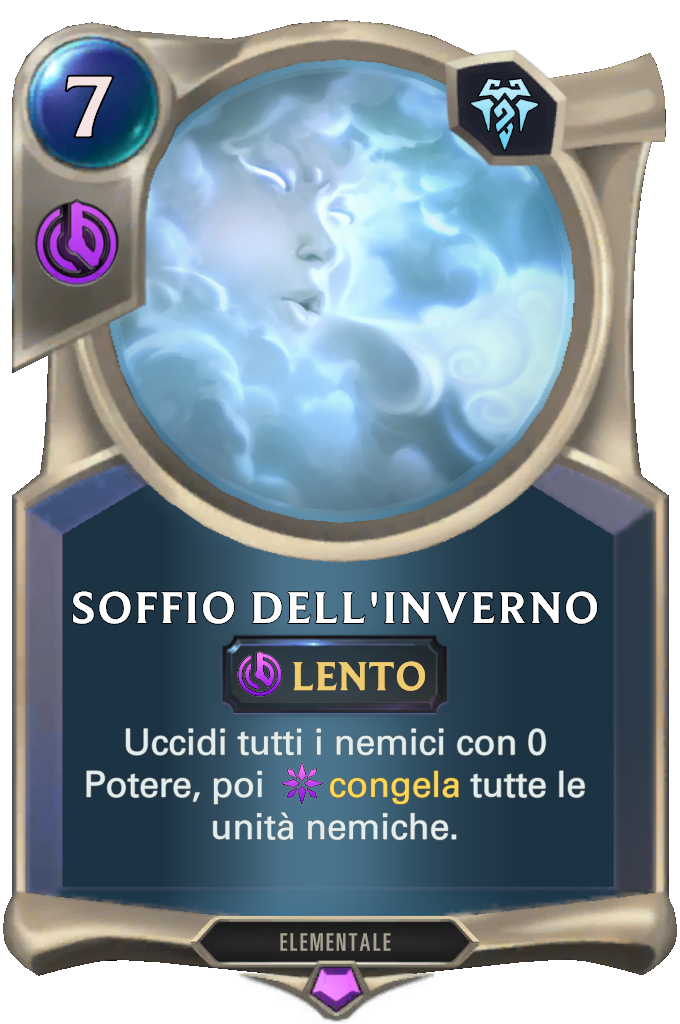 7
SOFFIO DELL'INVERNO
LENTO
Uccidi tutti i nemici con 0
Potere, poi congela tutte le
unità nemiche.
ELEMENTALE